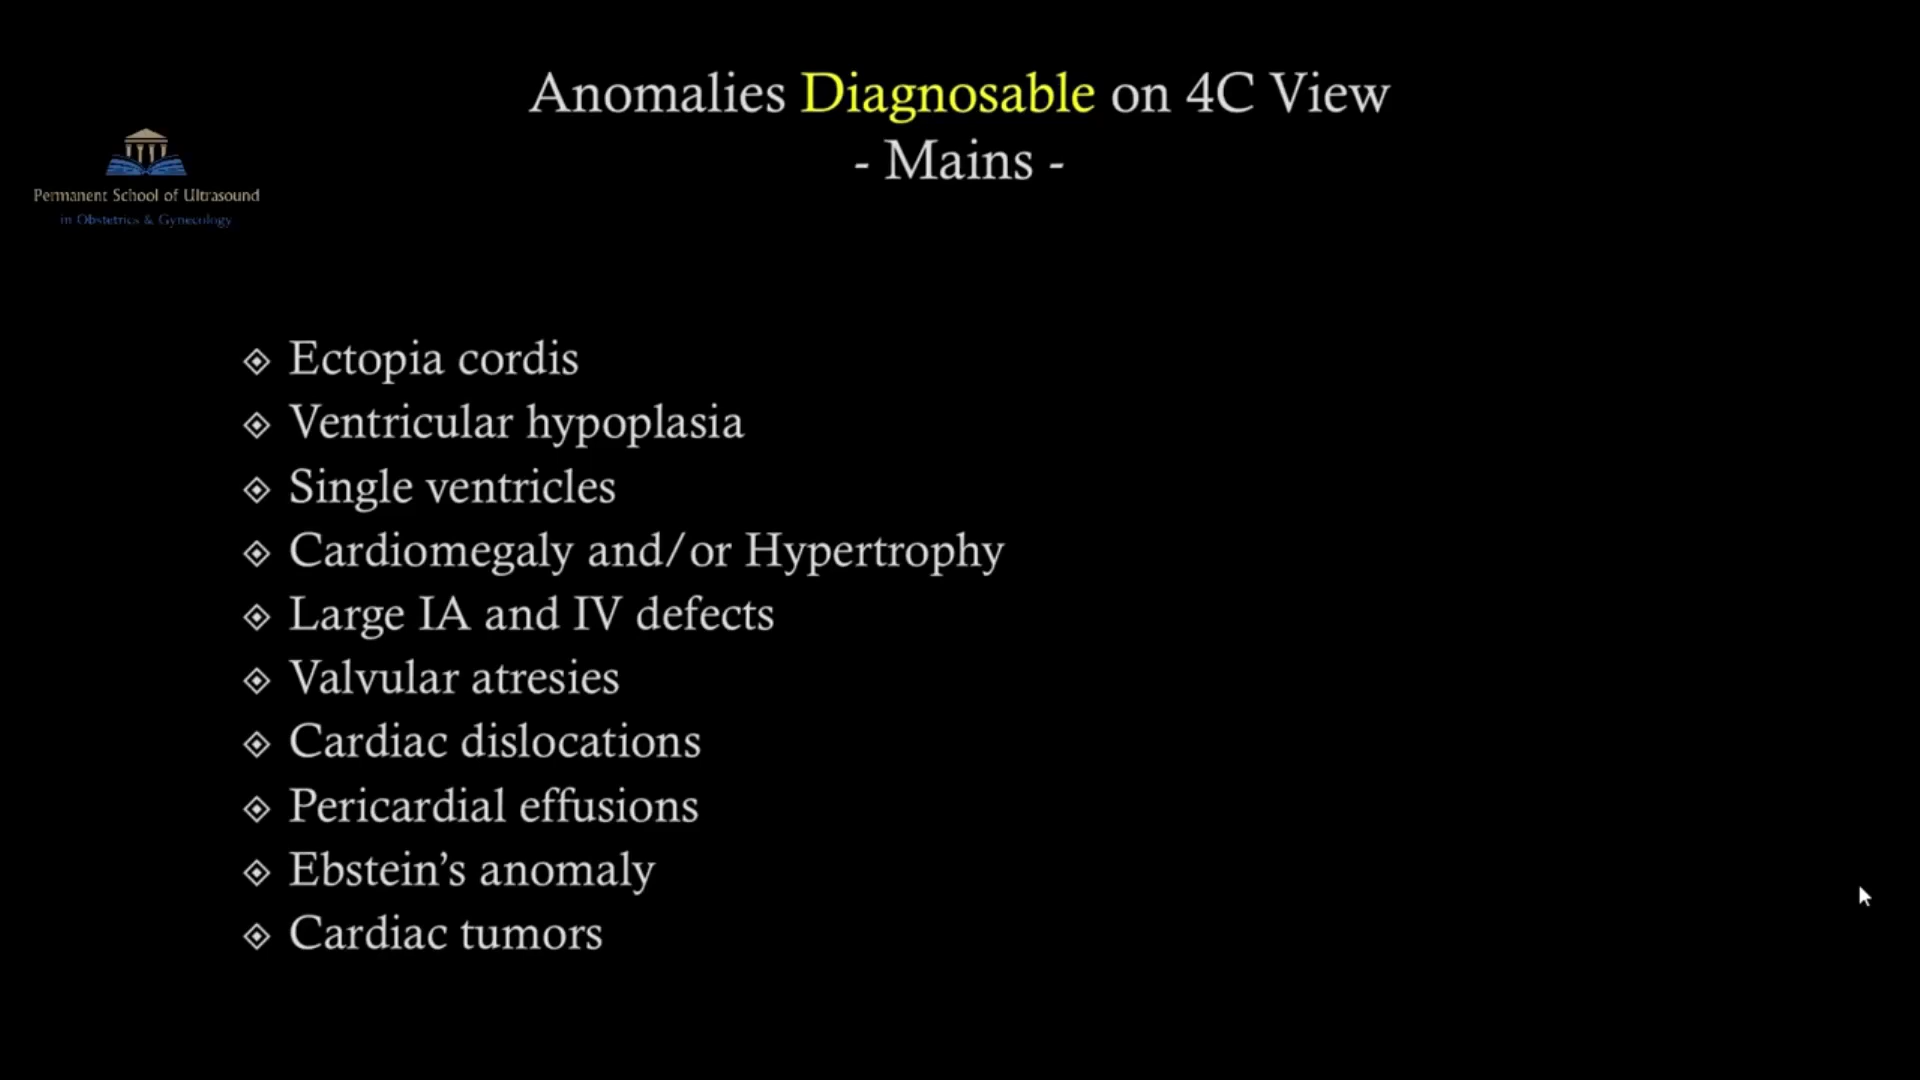 Anomalies Diagnosable on 4C View
- Mains -
Permanent School of Ultrasound
in Obstetrics & Gynecology
Ectopia cordis
Ventricular hypoplasia
Single ventricles
Cardiomegaly and/or Hypertrophy
Large IA and IV defects
Valvular atresies
Cardiac dislocations
Pericardial effusions
Ebstein’s anomaly
Cardiac tumors